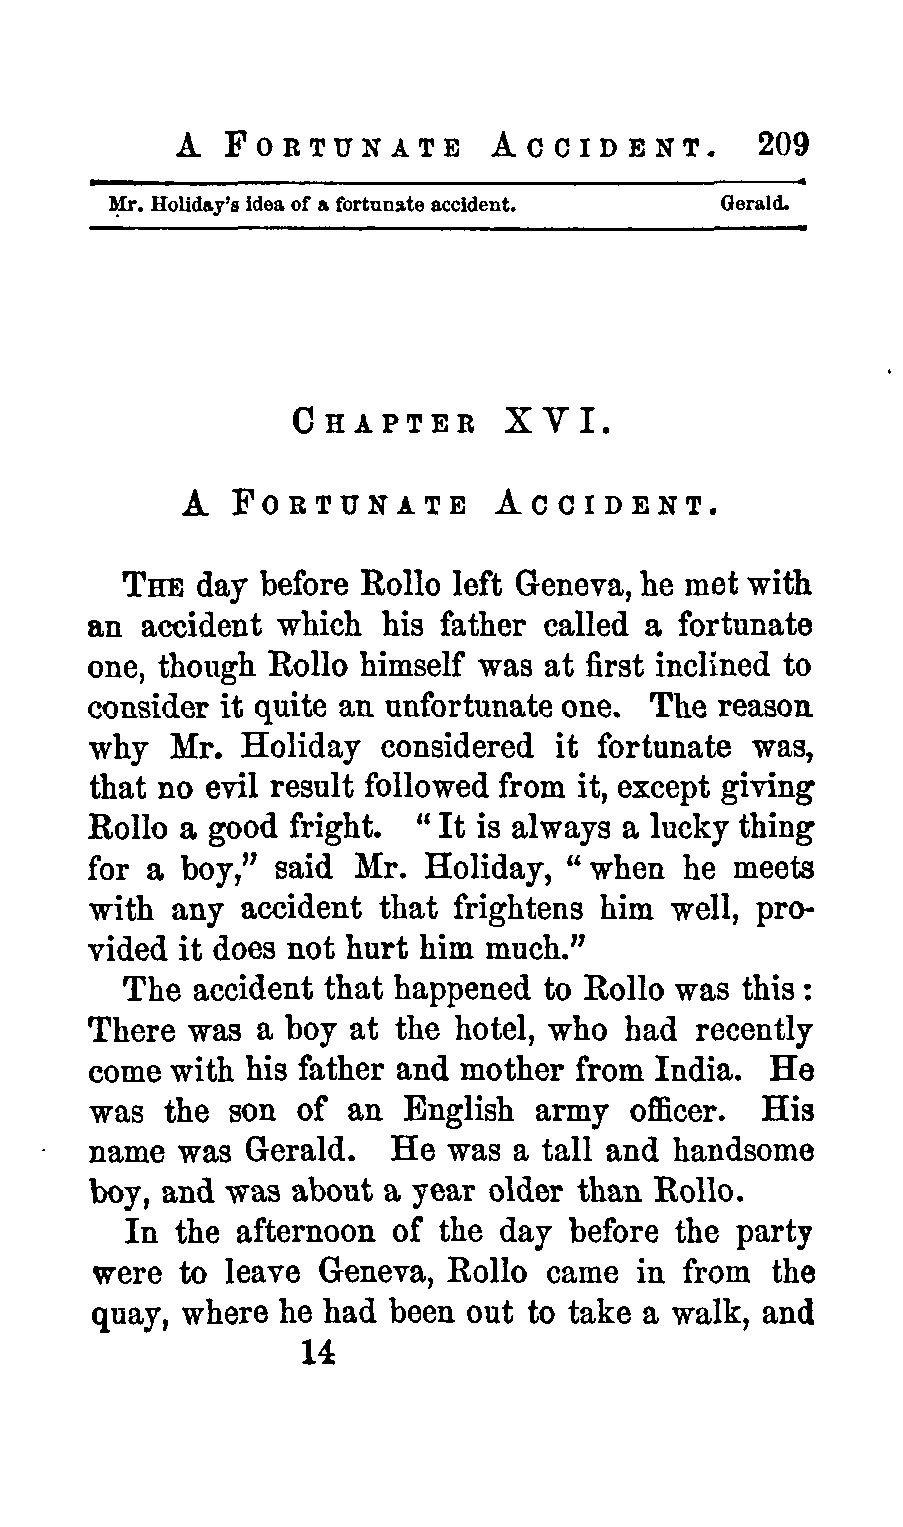 A FORTUNATE ACCIDENT. 209
Mr. Holiday's idea of a fortunate accident. Gerald.
CHAPTER XVI.
A FORTUNATE ACCIDENT.
THE day before Rollo left Geneva, he met with
an accident which his father called a fortunate
one, though Rollo himself was at first inclined to
consider it quite an unfortunate one. The reason
why Mr. Holiday considered it fortunate was,
that no evil result followed from it, except giving
Rollo a good fright. "It is always a lucky thing
for a boy," said Mr. Holiday, "when he meets
with any accident that frightens him well, pro-
vided it does not hurt him much."
The accident that happened to Rollo was this:
There was a boy at the hotel, who had recently
come with his father and mother from India. He
was the son of an English army officer. His
name was Gerald. He was a tall and handsome
boy, and was about a year older than Rollo.
In the afternoon of the day before the party
were to leave Geneva, Rollo came in from the
quay, where he had been out to take a walk, and
14